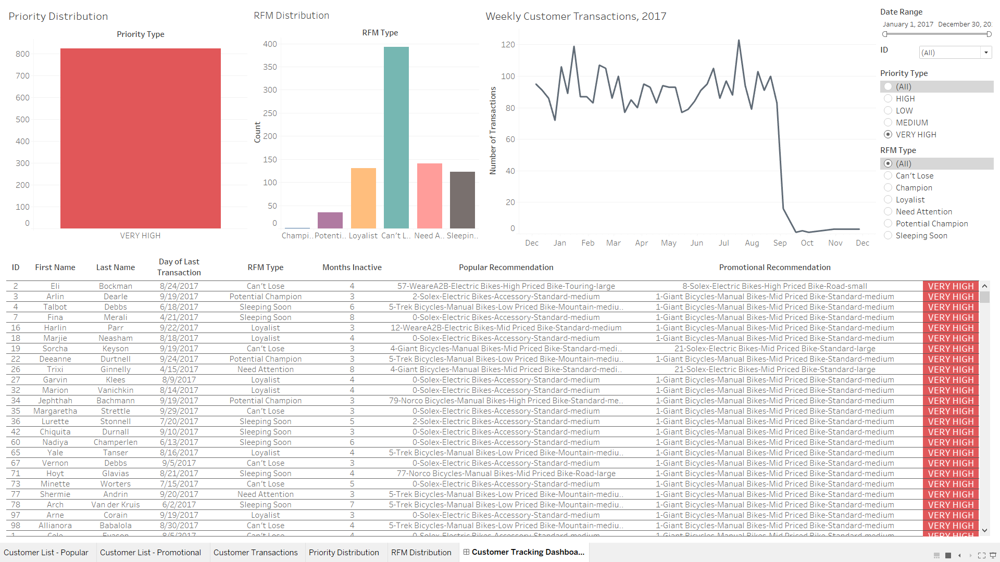 Priority Distribution
Priority Type
800
700
600
500
400
300
200
100
0
VERY HIGH
RFM Distribution
RFM Type
Count
400
350
300
250
200
150
100
50
0
Champi.. Potenti.. Loyalist Can't L.. Need A.. Sleepin..
Weekly Customer Transactions, 2017
Number of Transactions
120
100
80
60
40
20
0
Dec Jan Feb Mar Apr May Jun Jul Aug Sep Oct Nov Dec
Date Range
January 1, 2017 December 30, 20
ID (All)
Priority Type
(All)
HIGH
LOW
MEDIUM
VERY HIGH
RFM Type
(All)
Can't Lose
Champion
Loyalist
Need Attention
Potential Champion
Sleeping Soon
ID First Name Last Name Day of Last Transaction RFM Type Months Inactive Popular Recommendation Promotional Recommendation
2 Eli Bockman 8/24/2017 Can't Lose 4 57-WeareA2B-Electric Bikes-High Priced Bike-Touring-large 8-Solex-Electric Bikes-High Priced Bike-Road-small VERY HIGH
3 Arlin Dearle 9/19/2017 Potential Champion 3 2-Solex-Electric Bikes-Accessory-Standard-medium 1-Giant Bicycles-Manual Bikes-Mid Priced Bike-Standard-medium VERY HIGH
4 Talbot Debbs 6/18/2017 Sleeping Soon 6 5-Trek Bicycles-Manual Bikes-Low Priced Bike-Mountain-mediu.. 1-Giant Bicycles-Manual Bikes-Mid Priced Bike-Standard-medium VERY HIGH
7 Fina Merali 4/21/2017 Sleeping Soon 8 0-Solex-Electric Bikes-Accessory-Standard-medium 1-Giant Bicycles-Manual Bikes-Mid Priced Bike-Standard-medium VERY HIGH
16 Harlin Parr 9/22/2017 Loyalist 3 12-WeareA2B-Electric Bikes-Mid Priced Bike-Standard-medium 1-Giant Bicycles-Manual Bikes-Mid Priced Bike-Standard-medium VERY HIGH
18 Marjie Neasham 8/18/2017 Loyalist 4 0-Solex-Electric Bikes-Accessory-Standard-medium 1-Giant Bicycles-Manual Bikes-Mid Priced Bike-Standard-medium VERY HIGH
19 Sorcha Keyson 9/19/2017 Can't Lose 3 4-Giant Bicycles-Manual Bikes-Mid Priced Bike-Standard-medi.. 21-Solex-Electric Bikes-Mid Priced Bike-Standard-large VERY HIGH
22 Deeanne Durtnell 9/24/2017 Potential Champion 3 5-Trek Bicycles-Manual Bikes-Low Priced Bike-Mountain-mediu.. 1-Giant Bicycles-Manual Bikes-Mid Priced Bike-Standard-medium VERY HIGH
26 Trixi Ginnelly 4/15/2017 Need Attention 8 4-Giant Bicycles-Manual Bikes-Mid Priced Bike-Standard-medi.. 21-Solex-Electric Bikes-Mid Priced Bike-Standard-large VERY HIGH
27 Garvin Klees 8/9/2017 Loyalist 4 0-Solex-Electric Bikes-Accessory-Standard-medium 1-Giant Bicycles-Manual Bikes-Mid Priced Bike-Standard-medium VERY HIGH
32 Marion Vanichkin 8/14/2017 Loyalist 4 0-Solex-Electric Bikes-Accessory-Standard-medium 1-Giant Bicycles-Manual Bikes-Mid Priced Bike-Standard-medium VERY HIGH
34 Jephthah Bachmann 9/19/2017 Potential Champion 3 79-Norco Bicycles-Manual Bikes-High Priced Bike-Standard-me.. 1-Giant Bicycles-Manual Bikes-Mid Priced Bike-Standard-medium VERY HIGH
35 Margaretha Strettle 9/29/2017 Can't Lose 3 0-Solex-Electric Bikes-Accessory-Standard-medium 1-Giant Bicycles-Manual Bikes-Mid Priced Bike-Standard-medium VERY HIGH
36 Lurette Stonnell 7/20/2017 Sleeping Soon 5 2-Solex-Electric Bikes-Accessory-Standard-medium 1-Giant Bicycles-Manual Bikes-Mid Priced Bike-Standard-medium VERY HIGH
42 Chiquita Durnall 9/10/2017 Sleeping Soon 3 0-Solex-Electric Bikes-Accessory-Standard-medium 1-Giant Bicycles-Manual Bikes-Mid Priced Bike-Standard-medium VERY HIGH
60 Nadiya Champerlen 6/13/2017 Sleeping Soon 6 0-Solex-Electric Bikes-Accessory-Standard-medium 1-Giant Bicycles-Manual Bikes-Mid Priced Bike-Standard-medium VERY HIGH
65 Yale Tanser 8/16/2017 Loyalist 4 5-Trek Bicycles-Manual Bikes-Low Priced Bike-Mountain-mediu.. 1-Giant Bicycles-Manual Bikes-Mid Priced Bike-Standard-medium VERY HIGH
67 Vernon Debbs 9/5/2017 Can't Lose 3 0-Solex-Electric Bikes-Accessory-Standard-medium 1-Giant Bicycles-Manual Bikes-Mid Priced Bike-Standard-medium VERY HIGH
71 Hoyt Glavias 8/21/2017 Sleeping Soon 4 77-Norco Bicycles-Manual Bikes-Mid Priced Bike-Road-large 1-Giant Bicycles-Manual Bikes-Mid Priced Bike-Standard-medium VERY HIGH
73 Minette Worters 7/15/2017 Can't Lose 5 0-Solex-Electric Bikes-Accessory-Standard-medium 1-Giant Bicycles-Manual Bikes-Mid Priced Bike-Standard-medium VERY HIGH
77 Shermie Andrin 9/20/2017 Need Attention 3 5-Trek Bicycles-Manual Bikes-Low Priced Bike-Mountain-mediu.. 1-Giant Bicycles-Manual Bikes-Mid Priced Bike-Standard-medium VERY HIGH
78 Arch Van der Kruis 6/2/2017 Sleeping Soon 7 5-Trek Bicycles-Manual Bikes-Low Priced Bike-Mountain-mediu.. 1-Giant Bicycles-Manual Bikes-Mid Priced Bike-Standard-medium VERY HIGH
97 Arne Corain 9/19/2017 Loyalist 3 0-Solex-Electric Bikes-Accessory-Standard-medium 1-Giant Bicycles-Manual Bikes-Mid Priced Bike-Standard-medium VERY HIGH
98 Allianora Babalola 8/30/2017 Can't Lose 4 5-Trek Bicycles-Manual Bikes-Low Priced Bike-Mountain-mediu.. 1-Giant Bicycles-Manual Bikes-Mid Priced Bike-Standard-medium VERY HIGH
8/5/2017 Can't Lose 4 0-Solex-Electric Bikes-Accessory-Standard-medium 1-Giant Bicycles-Manual Bikes-Mid Priced Bike-Standard-medium VERY HIGH
Customer List - Popular Customer List - Promotional Customer Transactions Priority Distribution RFM Distribution Customer Tracking Dashboa...